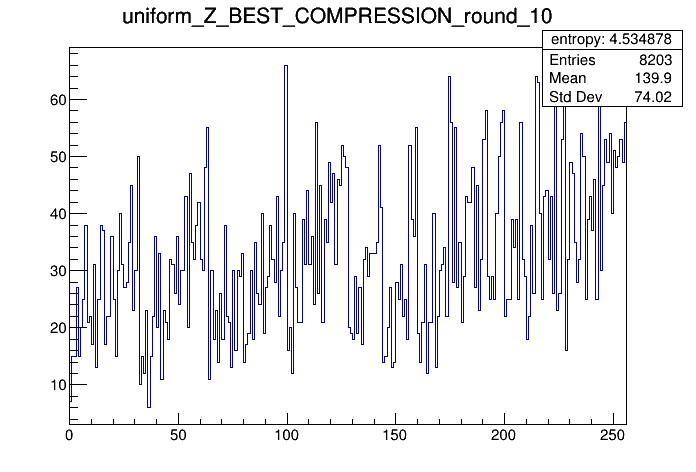 uniform_Z_BEST_COMPRESSION_round_10
entropy: 4.534878
Entries 8203
Mean 139.9
Std Dev 74.02
60
50
40
30
20
10
0 50 100 150 200 250